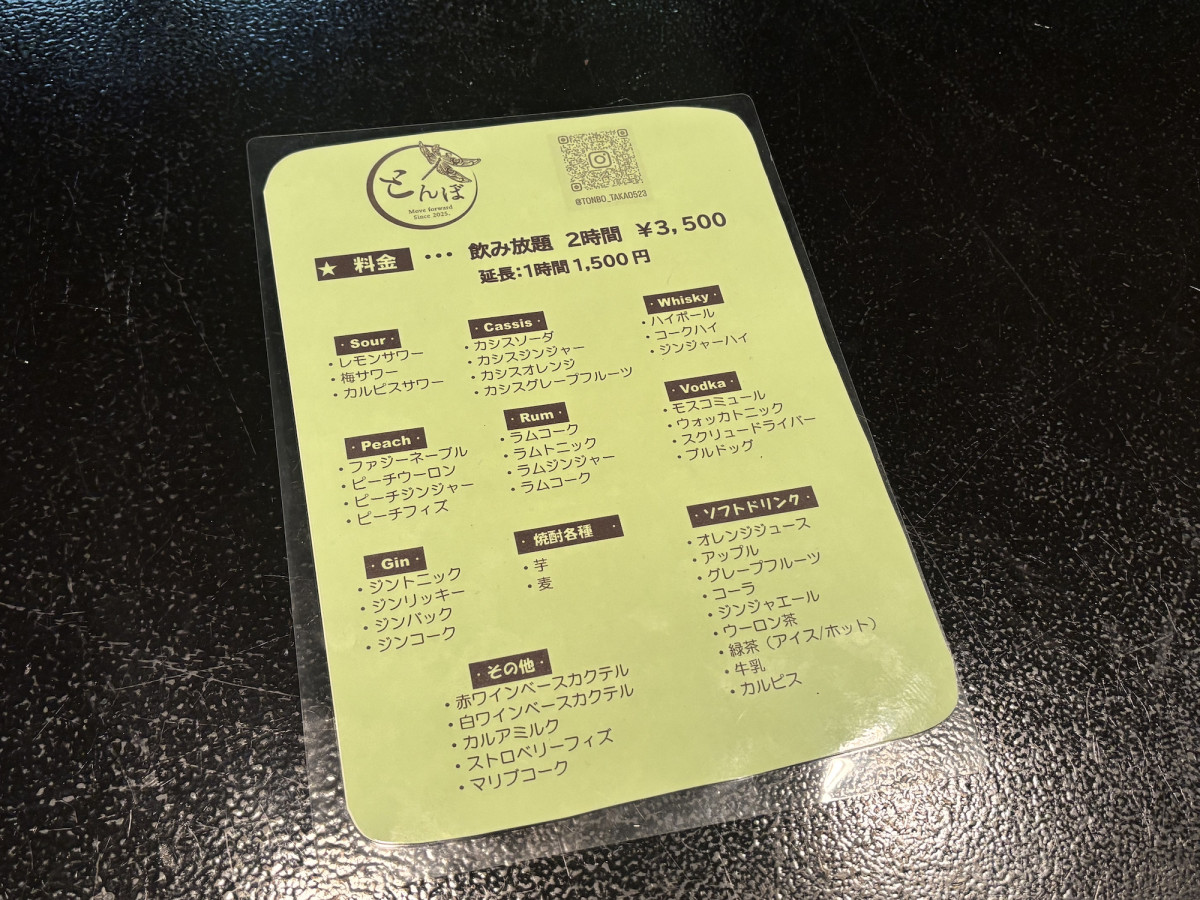 とんぼ
Move forward
Since 2025.
@TONBO_TAKAO523
★ 料金 ・・・ 飲み放題 2時間 ¥3,500
延長:1時間1,500円
・Sour・
・レモンサワー
・梅サワー
・カルピスサワー
・Cassis・
・カシスソーダ
・カシスジンジャー
・カシスオレンジ
・カシスグレープフルーツ
・Whisky・
・ハイボール
・コークハイ
・ジンジャーハイ
・Peach・
・ファジーネーブル
・ピーチウーロン
・ピーチジンジャー
・ピーチフィズ
・Rum・
・ラムコーク
・ラムトニック
・ラムジンジャー
・ラムコーク
・Vodka・
・モスコミュール
・ウォッカトニック
・スクリュードライバー
・ブルドッグ
・Gin・
・ジントニック
・ジンリッキー
・ジンバック
・ジンコーク
・焼酎各種・
・芋
・麦
・ソフトドリンク・
・オレンジジュース
・アップル
・グレープフルーツ
・コーラ
・ジンジャエール
・ウーロン茶
・緑茶(アイス/ホット)
・牛乳
・カルピス
・その他・
・赤ワインベースカクテル
・白ワインベースカクテル
・カルアミルク
・ストロベリーフィズ
・マリブコーク